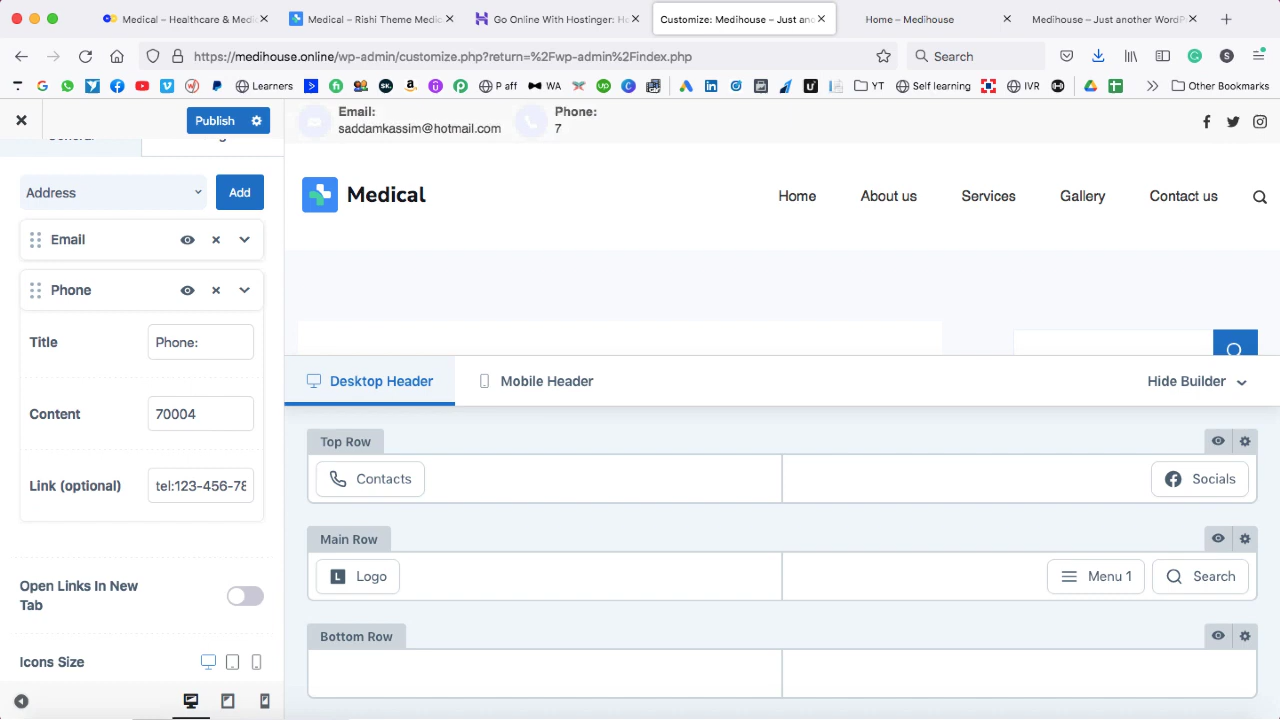 Medical – Healthcare & Medic
Medical – Rishi Theme Medic
Go Online With Hostinger: Ho
Customize: Medihouse – Just ano
Home – Medihouse
Medihouse – Just another WordP
https://medihouse.online/wp-admin/customize.php?return=%2Fwp-admin%2Findex.php
Search
S
Learners
P aff
WA
YT
Self learning
IVR
Other Bookmarks
Publish
Email:
saddamkassim@hotmail.com
Phone:
7
Address
Add
Medical
Home
About us
Services
Gallery
Contact us
Email
Phone
Title
Phone:
Content
70004
Link (optional)
tel:123-456-78
Open Links In New
Tab
Icons Size
Desktop Header
Mobile Header
Hide Builder
Top Row
Contacts
Socials
Main Row
L
Logo
Menu 1
Search
Bottom Row